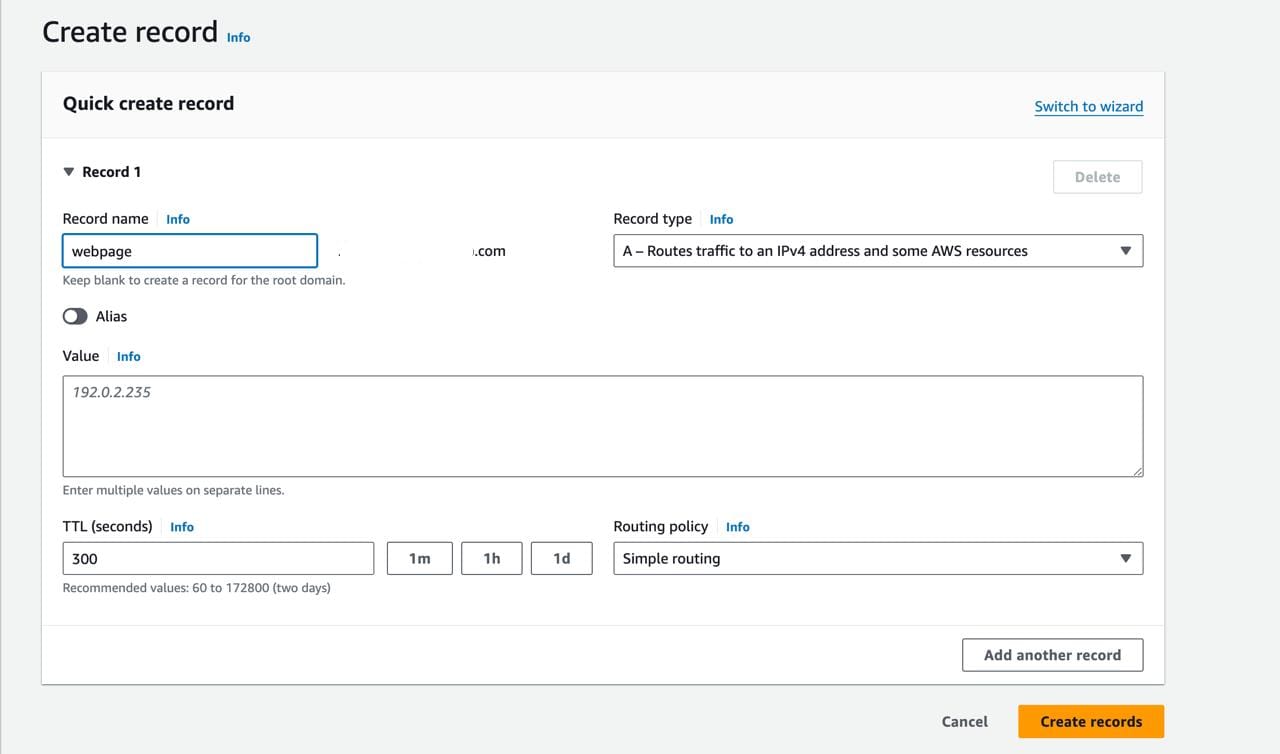 Create record Info
Quick create record
Switch to wizard
Record 1
Delete
Record name Info
Record type Info
webpage
. .com
A – Routes traffic to an IPv4 address and some AWS resources
Keep blank to create a record for the root domain.
Alias
Value Info
192.0.2.235
Enter multiple values on separate lines.
TTL (seconds) Info
Routing policy Info
300
1m
1h
1d
Simple routing
Recommended values: 60 to 172800 (two days)
Add another record
Cancel
Create records